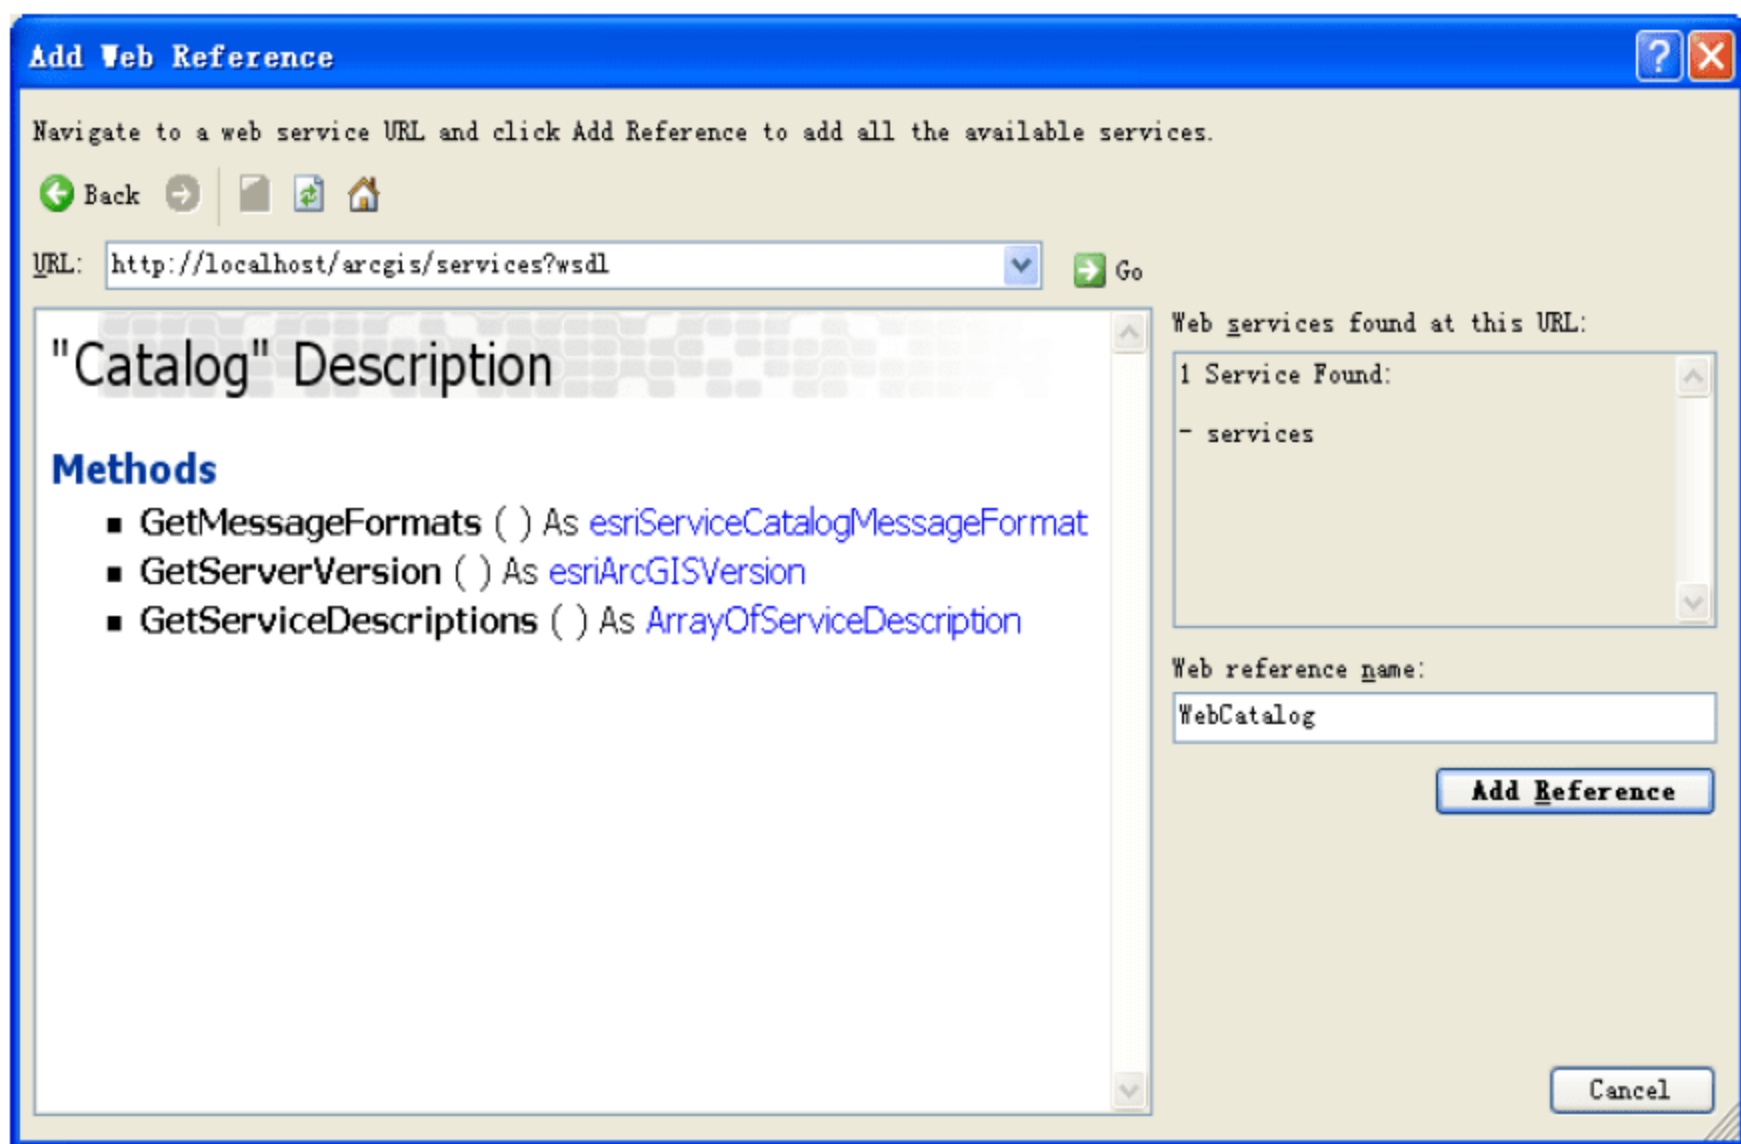 Add Web Reference
Navigate to a web service URL and click Add Reference to add all the available services.
Back
URL: http://localhost/arcgis/services?wsdl
Go
"Catalog" Description
Methods
▪ GetMessageFormats ( ) As esriServiceCatalogMessageFormat
▪ GetServerVersion ( ) As esriArcGISVersion
▪ GetServiceDescriptions ( ) As ArrayOfServiceDescription
Web services found at this URL:
1 Service Found:
- services
Web reference name:
WebCatalog
Add Reference
Cancel